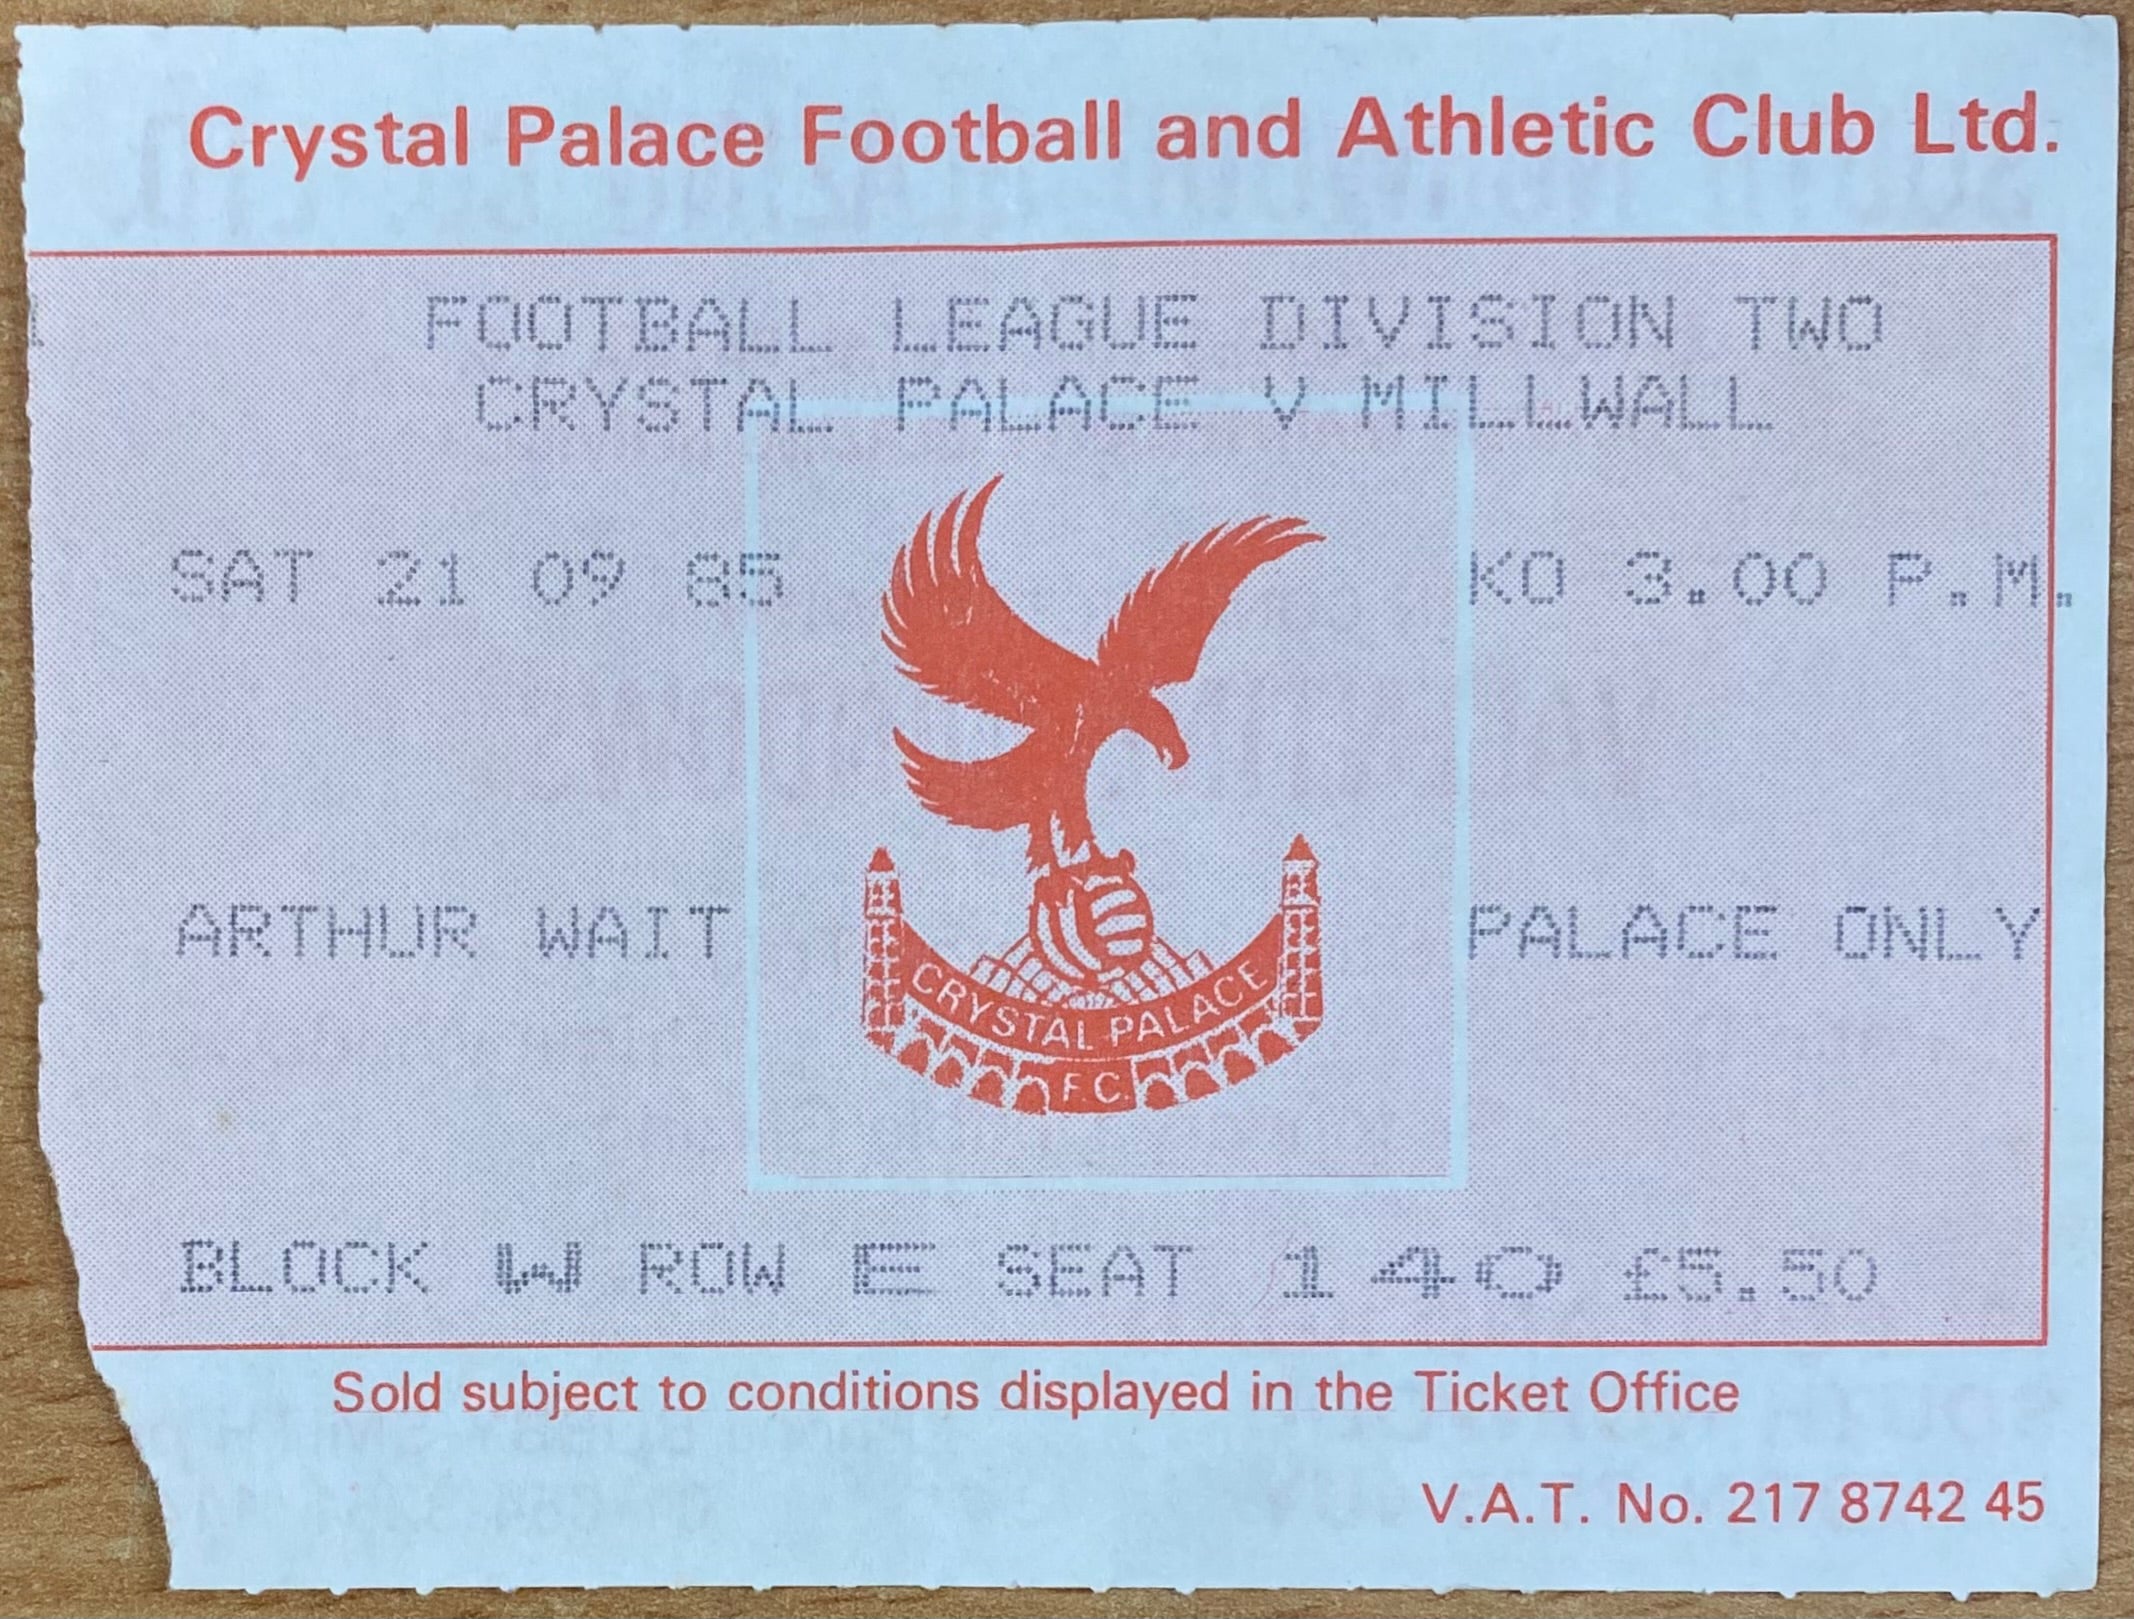 Crystal Palace Football and Athletic Club Ltd.
FOOTBALL LEAGUE DIVISION TWO
CRYSTAL PALACE V MILLWALL
SAT 21 09 85 KO 3.00 P.M.
ARTHUR WAIT PALACE ONLY
CRYSTAL PALACE
F.C.
BLOCK W ROW E SEAT 140 £5.50
Sold subject to conditions displayed in the Ticket Office
V.A.T. No. 217 8742 45